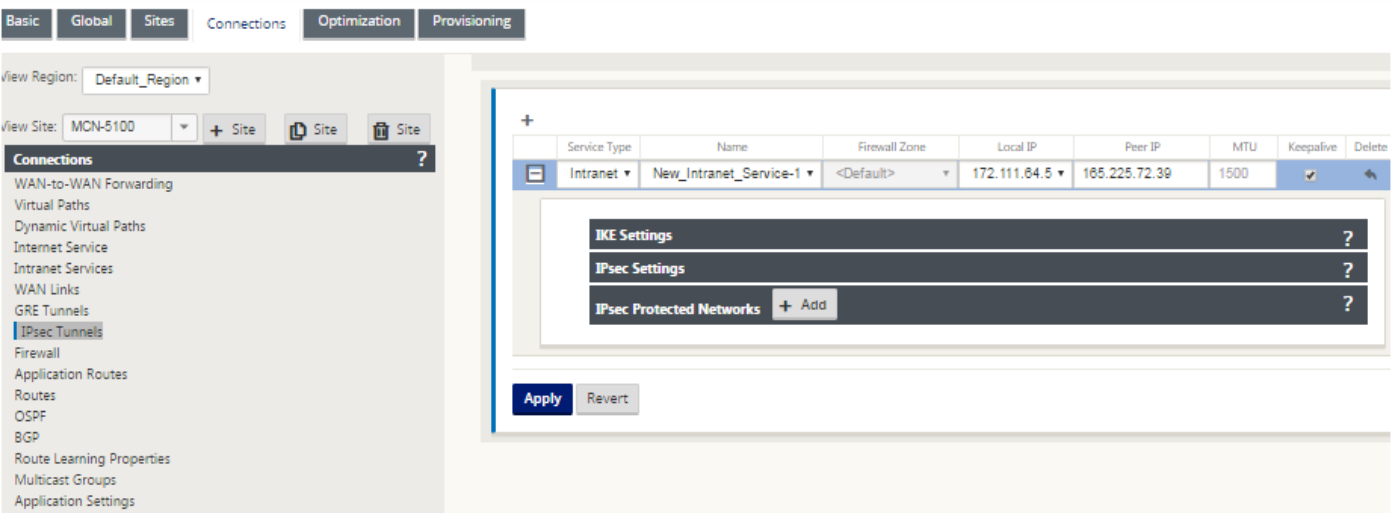 Basic Global Sites Connections Optimization Provisioning
View Region: Default_Region
View Site: MCN-5100 + Site Site Site
Connections ?
WAN-to-WAN Forwarding
Virtual Paths
Dynamic Virtual Paths
Internet Service
Intranet Services
WAN Links
GRE Tunnels
IPsec Tunnels
Firewall
Application Routes
Routes
OSPF
BGP
Route Learning Properties
Multicast Groups
Application Settings
+
Service Type Name Firewall Zone Local IP Peer IP MTU Keepalive Delete
Intranet New_Intranet_Service-1 <Default> 172.111.64.5 165.225.72.39 1500
IKE Settings ?
IPsec Settings ?
IPsec Protected Networks + Add ?
Apply Revert